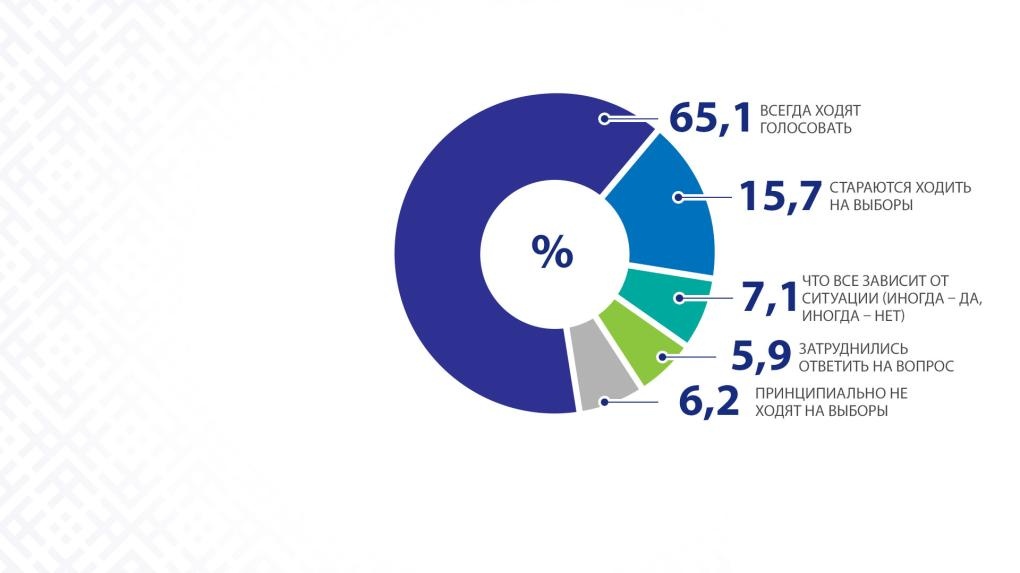 65,1 ВСЕГДА ХОДЯТ
ГОЛОСОВАТЬ
15,7 СТАРАЮТСЯ ХОДИТЬ
НА ВЫБОРЫ
%
7,1 ЧТО ВСЕ ЗАВИСИТ ОТ
СИТУАЦИИ (ИНОГДА – ДА,
ИНОГДА – НЕТ)
5,9 ЗАТРУДНИЛИСЬ
ОТВЕТИТЬ НА ВОПРОС
6,2 ПРИНЦИПИАЛЬНО НЕ
ХОДЯТ НА ВЫБОРЫ